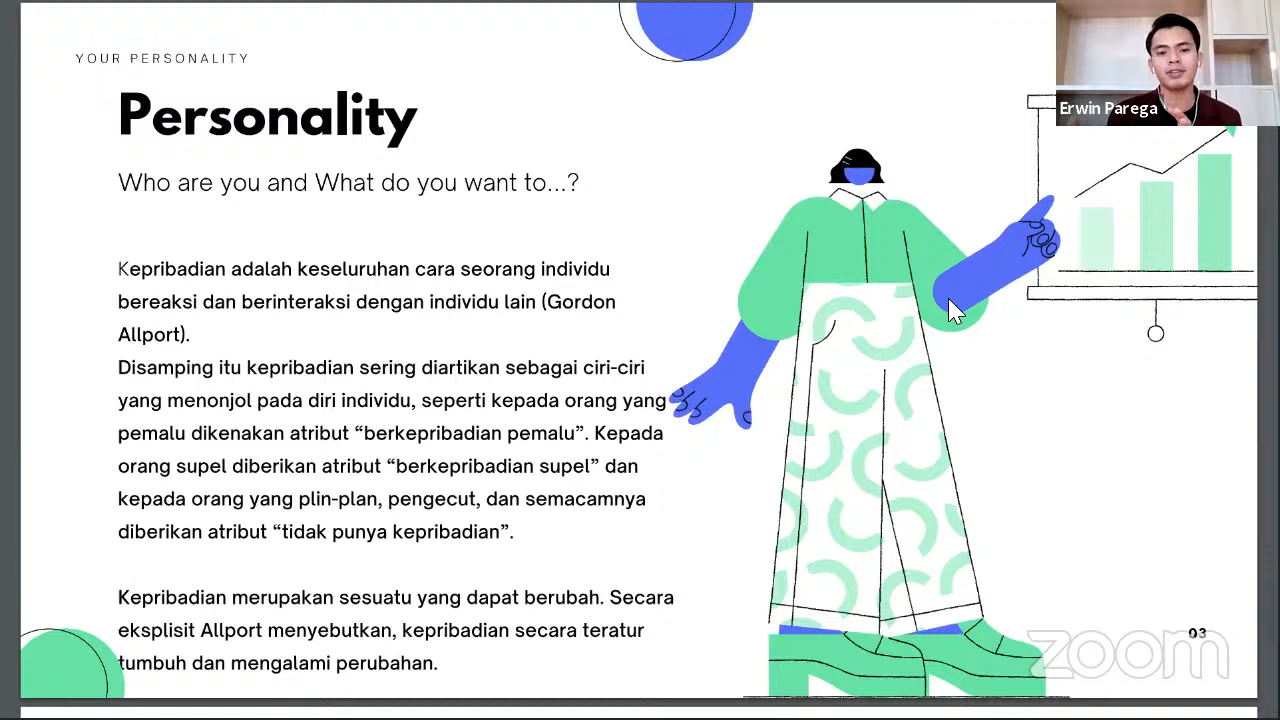 YOUR PERSONALITY
Personality
Who are you and What do you want to...?
Kepribadian adalah keseluruhan cara seorang individu
bereaksi dan berinteraksi dengan individu lain (Gordon
Allport).
Disamping itu kepribadian sering diartikan sebagai ciri-ciri
yang menonjol pada diri individu, seperti kepada orang yang
pemalu dikenakan atribut “berkepribadian pemalu”. Kepada
orang supel diberikan atribut “berkepribadian supel” dan
kepada orang yang plin-plan, pengecut, dan semacamnya
diberikan atribut “tidak punya kepribadian”.
Kepribadian merupakan sesuatu yang dapat berubah. Secara
eksplisit Allport menyebutkan, kepribadian secara teratur
tumbuh dan mengalami perubahan.
Erwin Parega
03
zoom